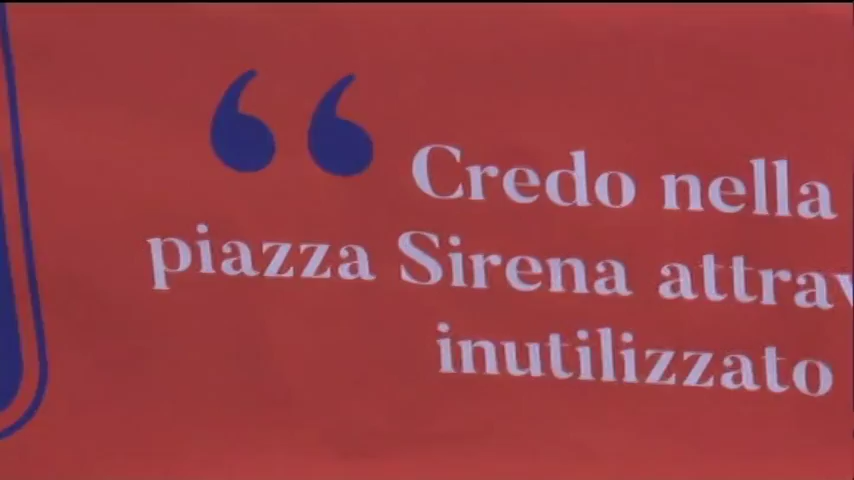 “ Credo nella
piazza Sirena attrav
inutilizzato